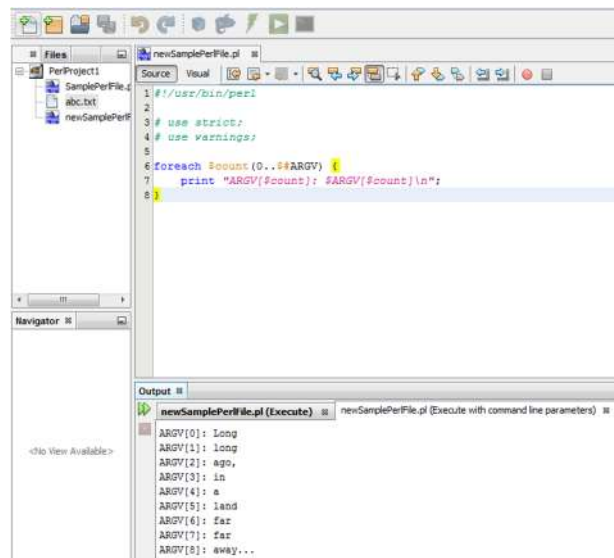 Files
newSamplePerlFile.pl
PerlProject1
SamplePerlFile.p
abc.txt
newSamplePerlF
Source Visual
1 #!/usr/bin/perl
2
3 # use strict;
4 # use warnings;
5
6 foreach $count(0..$#ARGV) {
7 print "ARGV[$count]: $ARGV[$count]\n";
8 }
Navigator
<No View Available>
Output
newSamplePerlFile.pl (Execute) newSamplePerlFile.pl (Execute with command line parameters)
ARGV[0]: Long
ARGV[1]: long
ARGV[2]: ago,
ARGV[3]: in
ARGV[4]: a
ARGV[5]: land
ARGV[6]: far
ARGV[7]: far
ARGV[8]: away...